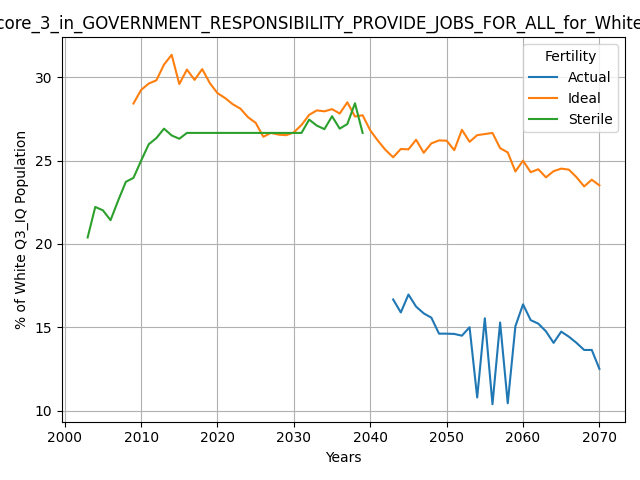 core_3_in_GOVERNMENT_RESPONSIBILITY_PROVIDE_JOBS_FOR_ALL_for_White
Fertility
Actual
Ideal
Sterile
% of White Q3_IQ Population
30
25
20
15
10
2000 2010 2020 2030 2040 2050 2060 2070
Years